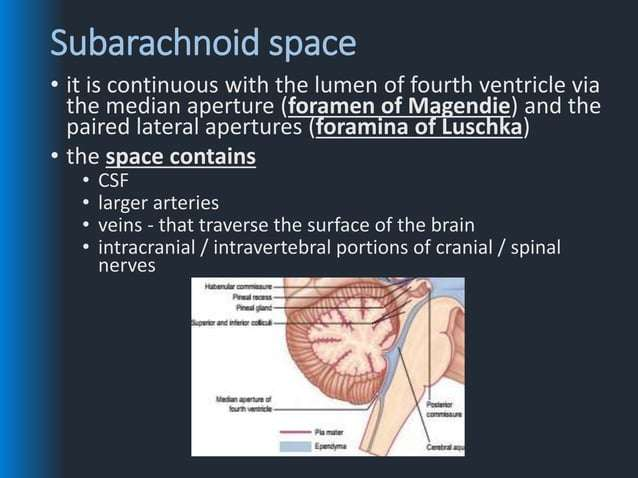 Subarachnoid space
• it is continuous with the lumen of fourth ventricle via
the median aperture (foramen of Magendie) and the
paired lateral apertures (foramina of Luschka)
• the space contains
• CSF
• larger arteries
• veins - that traverse the surface of the brain
• intracranial / intravertebral portions of cranial / spinal
nerves
Habenular commissure
Pineal recess
Pineal gland
Superior and inferior colliculi
Median aperture of
fourth ventricle
Posterior
commissure
Pia mater
Ependyma
Cerebral aqu